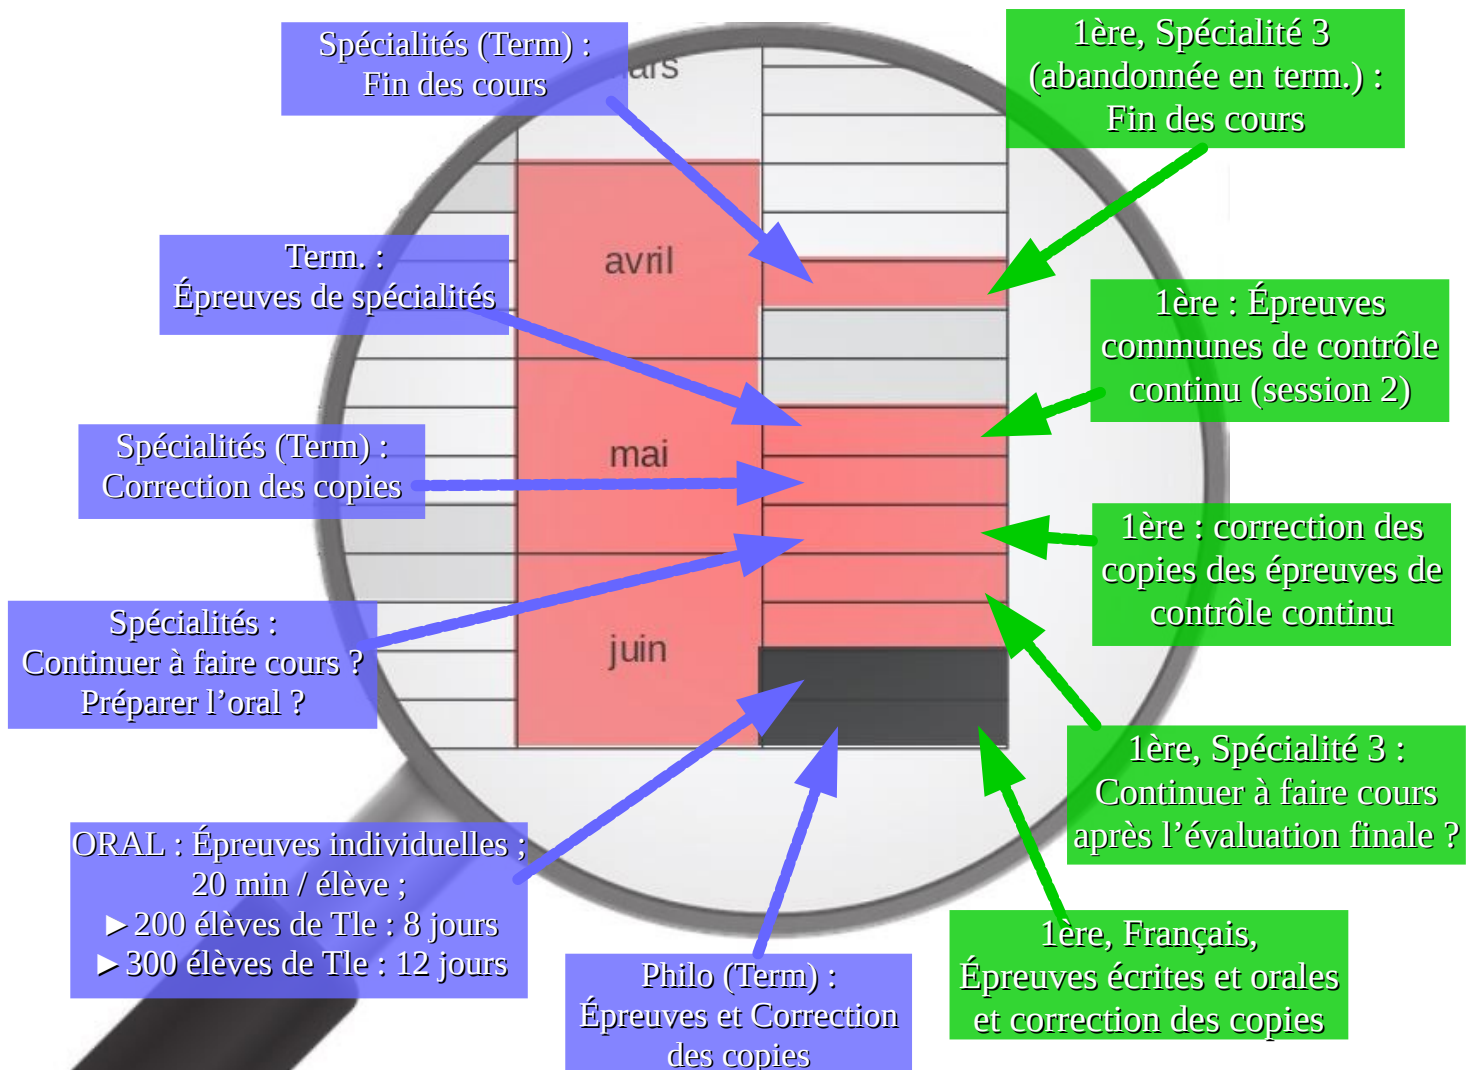 Spécialités (Term) :
Fin des cours
1ère, Spécialité 3
(abandonnée en term.) :
Fin des cours
avril
Term. :
Épreuves de spécialités
1ère : Épreuves
communes de contrôle
continu (session 2)
mai
Spécialités (Term) :
Correction des copies
1ère : correction des
copies des épreuves de
contrôle continu
Spécialités :
Continuer à faire cours ?
Préparer l’oral ?
juin
1ère, Spécialité 3 :
Continuer à faire cours
après l’évaluation finale ?
ORAL : Épreuves individuelles ;
20 min / élève ;
►200 élèves de Tle : 8 jours
►300 élèves de Tle : 12 jours
Philo (Term) :
Épreuves et Correction
des copies
1ère, Français,
Épreuves écrites et orales
et correction des copies